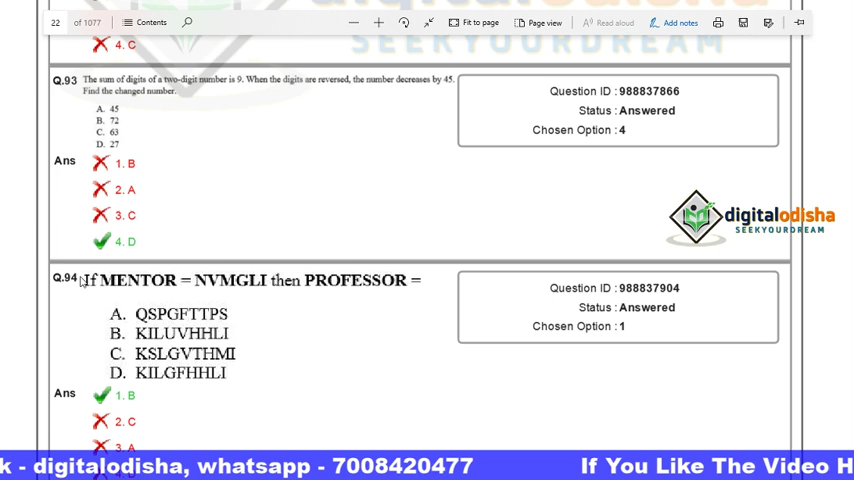 22 of 1077 Contents Fit to page Page view Read aloud Add notes
SEEKYOURDREAM
4. C
Q.93 The sum of digits of a two-digit number is 9. When the digits are reversed, the number decreases by 45.
Find the changed number.
A. 45
B. 72
C. 63
D. 27
Question ID : 988837866
Status : Answered
Chosen Option : 4
Ans
1. B
2. A
3. C
4. D
digitalodisha
SEEKYOURDREAM
Q.94 If MENTOR = NVMGLI then PROFESSOR =
A. QSPGFTTPS
B. KILUVHHLI
C. KSLGVTHMI
D. KILGFHHLI
Question ID : 988837904
Status : Answered
Chosen Option : 1
Ans
1. B
2. C
3. A
k - digitalodisha, whatsapp - 7008420477 If You Like The Video H